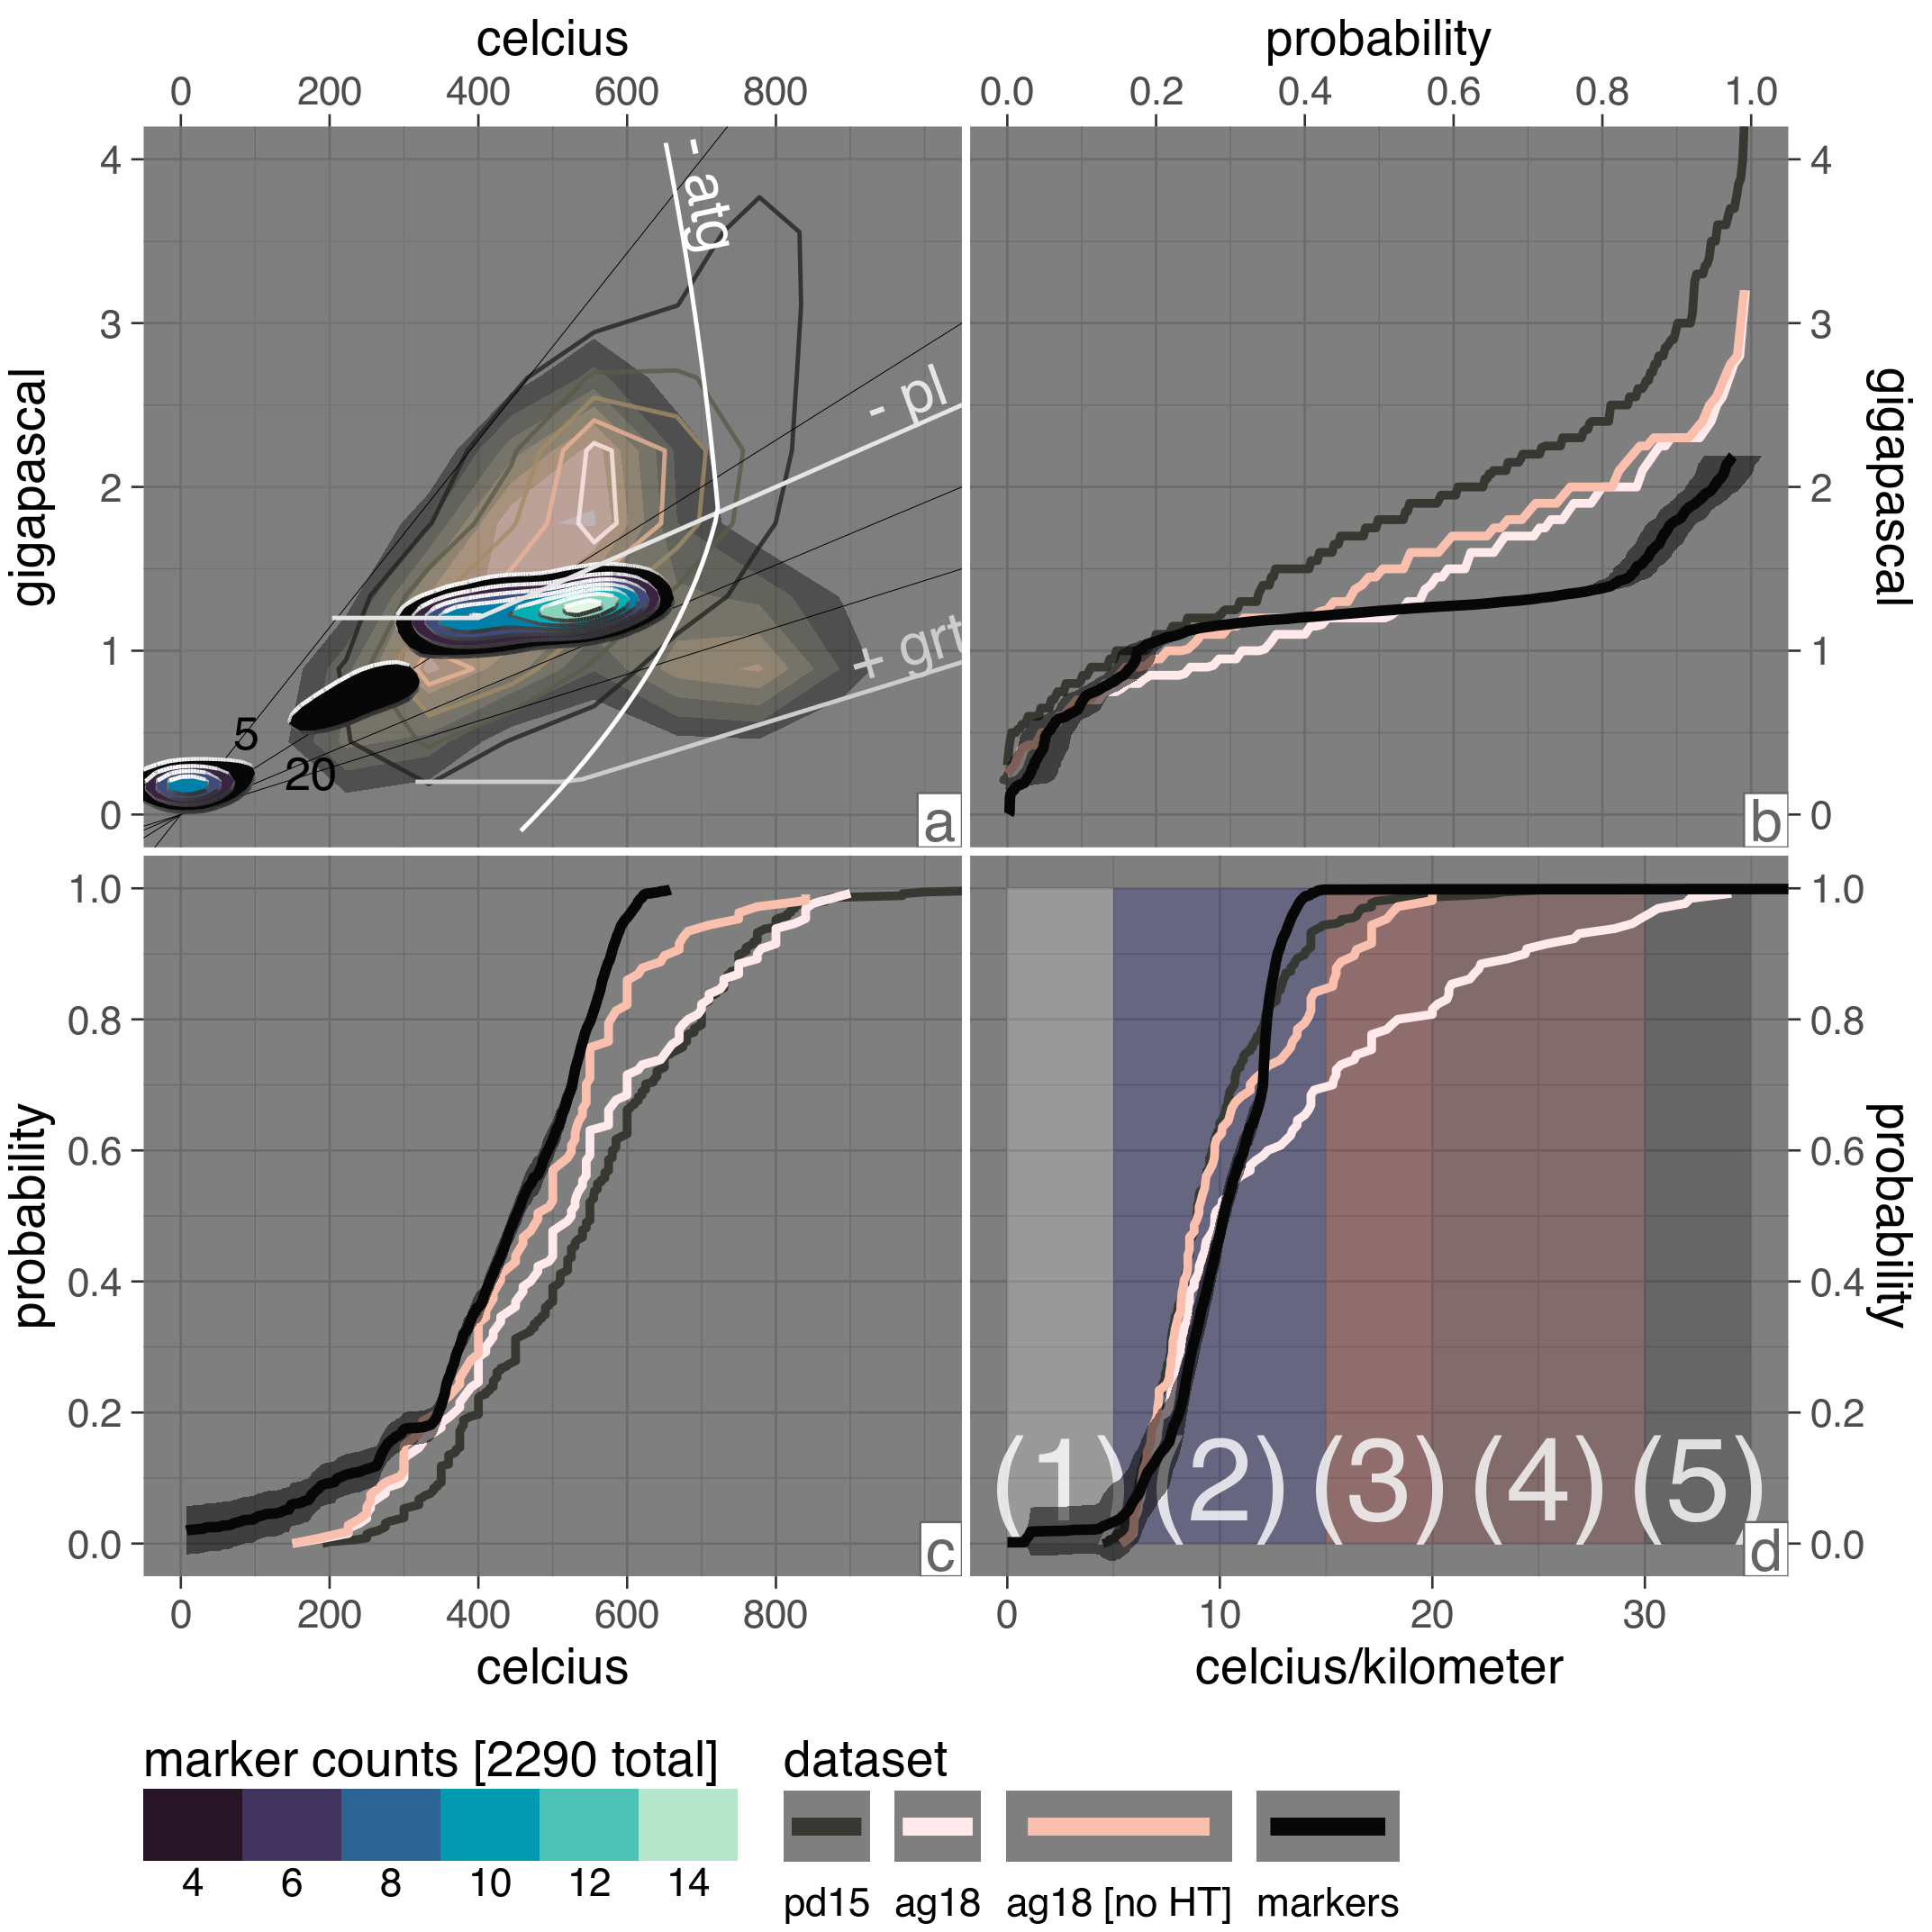 celcius
probability
0 200 400 600 800
0.0 0.2 0.4 0.6 0.8 1.0
gigapascal
4
3
2
1
0
- atg
- pl
+ grt
5
20
a
b
4
3
2
1
0
gigapascal
probability
1.0
0.8
0.6
0.4
0.2
0.0
c
(1) (2) (3) (4) (5)
d
1.0
0.8
0.6
0.4
0.2
0.0
probability
0 200 400 600 800
0 10 20 30
celcius
celcius/kilometer
marker counts [2290 total]
4 6 8 10 12 14
dataset
pd15 ag18 ag18 [no HT] markers